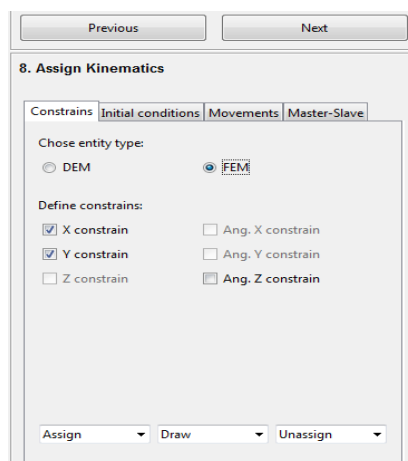 Previous Next
8. Assign Kinematics
Constrains Initial conditions Movements Master-Slave
Chose entity type:
DEM FEM
Define constrains:
X constrain Ang. X constrain
Y constrain Ang. Y constrain
Z constrain Ang. Z constrain
Assign Draw Unassign